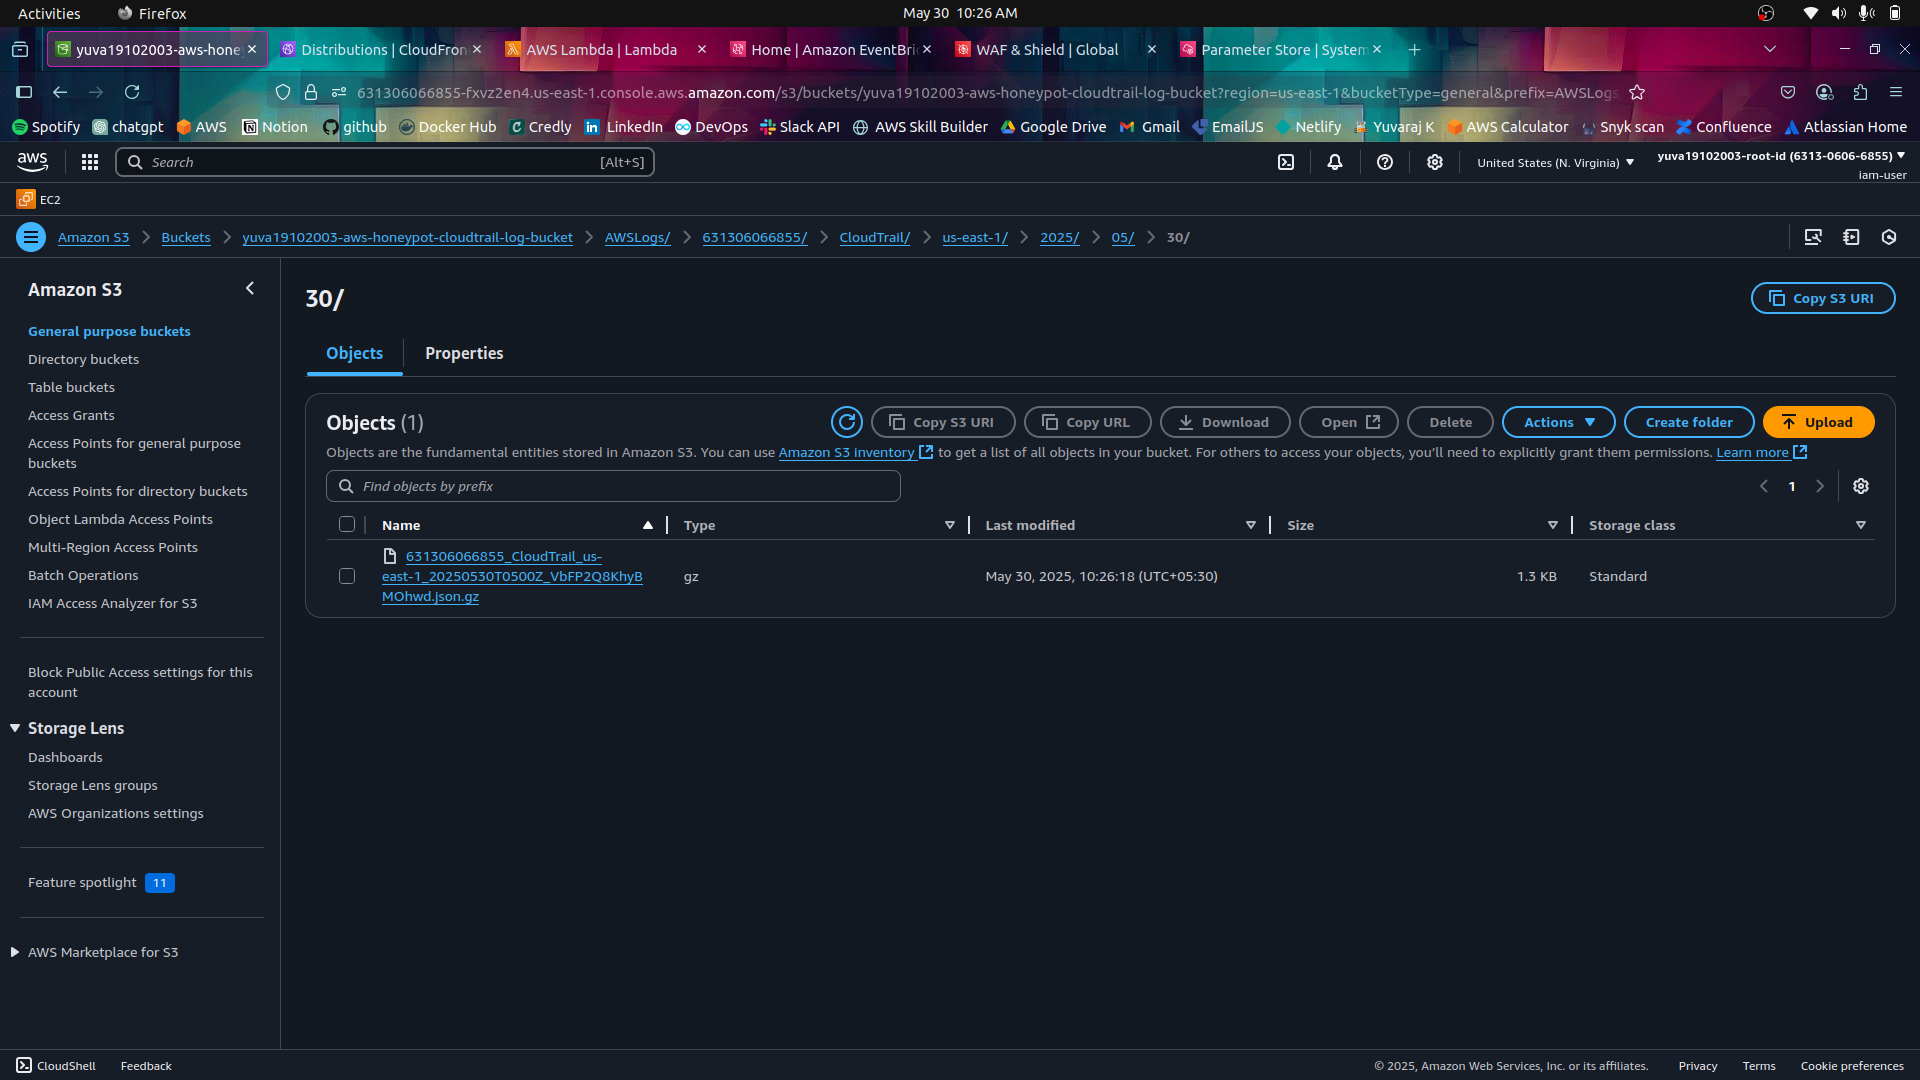 Activities Firefox May 30 10:26 AM
yuva19102003-aws-hone Distributions | CloudFron AWS Lambda | Lambda Home | Amazon EventBri WAF & Shield | Global Parameter Store | System
631306066855-fxvz2en4.us-east-1.console.aws.amazon.com/s3/buckets/yuva19102003-aws-honeypot-cloudtrail-log-bucket?region=us-east-1&bucketType=general&prefix=AWSLogs
Spotify chatgpt AWS Notion github Docker Hub Credly LinkedIn DevOps Slack API AWS Skill Builder Google Drive Gmail EmailJS Netlify Yuvaraj K AWS Calculator Snyk scan Confluence Atlassian Home
aws Search [Alt+S] United States (N. Virginia) yuva19102003-root-id (6313-0606-6855)
iam-user
EC2
Amazon S3 Buckets yuva19102003-aws-honeypot-cloudtrail-log-bucket AWSLogs/ 631306066855/ CloudTrail/ us-east-1/ 2025/ 05/ 30/
Amazon S3
General purpose buckets
Directory buckets
Table buckets
Access Grants
Access Points for general purpose
buckets
Access Points for directory buckets
Object Lambda Access Points
Multi-Region Access Points
Batch Operations
IAM Access Analyzer for S3
Block Public Access settings for this
account
Storage Lens
Dashboards
Storage Lens groups
AWS Organizations settings
Feature spotlight 11
AWS Marketplace for S3
30/
Copy S3 URI
Objects Properties
Objects (1) Copy S3 URI Copy URL Download Open Delete Actions Create folder Upload
Objects are the fundamental entities stored in Amazon S3. You can use Amazon S3 inventory to get a list of all objects in your bucket. For others to access your objects, you'll need to explicitly grant them permissions. Learn more
Find objects by prefix 1
Name Type Last modified Size Storage class
631306066855_CloudTrail_us-
east-1_20250530T0500Z_VbFP2Q8KhyB gz May 30, 2025, 10:26:18 (UTC+05:30) 1.3 KB Standard
MOhwd.json.gz
CloudShell Feedback © 2025, Amazon Web Services, Inc. or its affiliates. Privacy Terms Cookie preferences